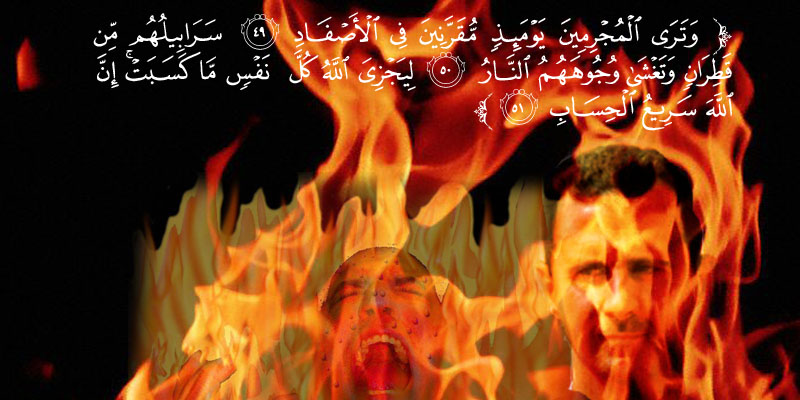 ﴿ وَتَرَى ٱلْمُجْرِمِينَ يَوْمَئِذٍ مُّقَرَّنِينَ فِى ٱلْأَصْفَادِ ٤٩ سَرَابِيلُهُم مِّن
قَطِرَانٍ وَتَغْشَىٰ وُجُوهَهُمُ ٱلنَّارُ ٥٠ لِيَجْزِىَ ٱللَّهُ كُلَّ نَفْسٍ مَّا كَسَبَتْ ۚ إِنَّ
ٱللَّهَ سَرِيعُ ٱلْحِسَابِ ٥١ ﴾